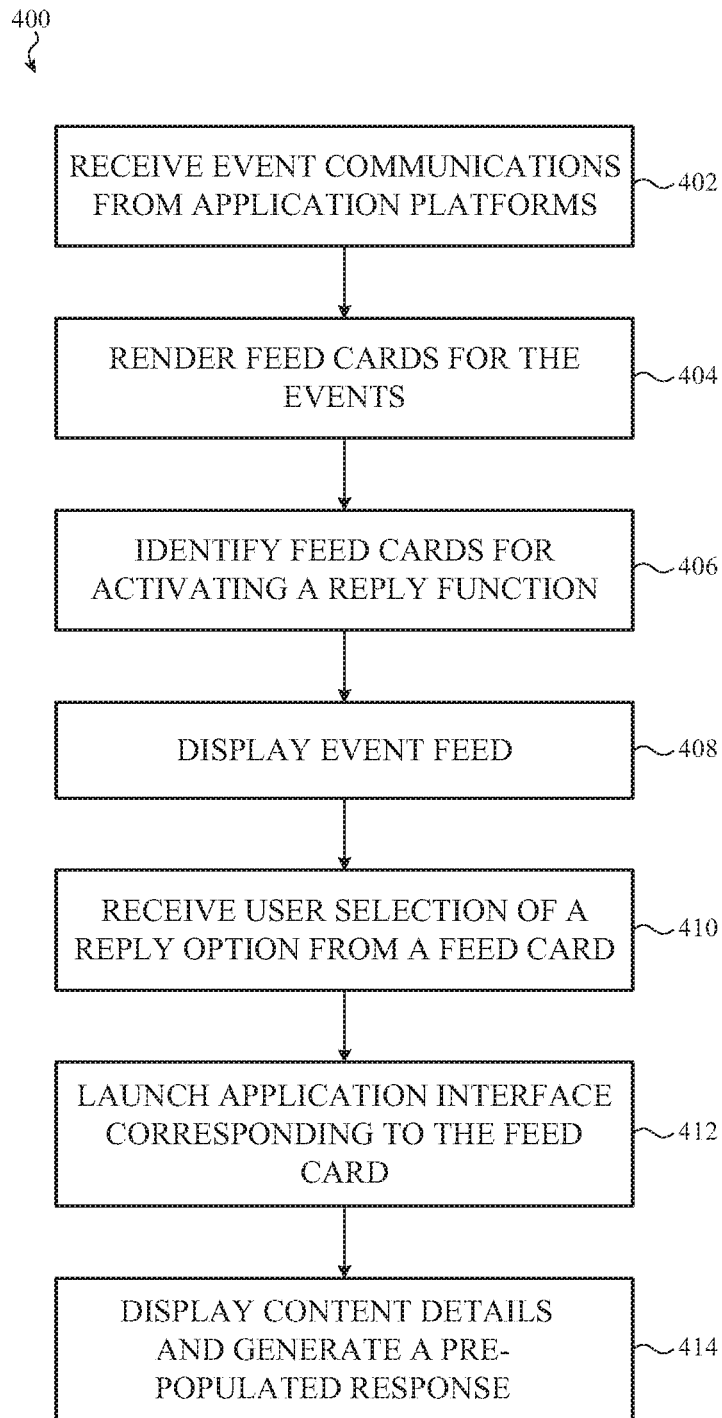 400
RECEIVE EVENT COMMUNICATIONS
FROM APPLICATION PLATFORMS
402
RENDER FEED CARDS FOR THE
EVENTS
404
IDENTIFY FEED CARDS FOR
ACTIVATING A REPLY FUNCTION
406
DISPLAY EVENT FEED
408
RECEIVE USER SELECTION OF A
REPLY OPTION FROM A FEED CARD
410
LAUNCH APPLICATION INTERFACE
CORRESPONDING TO THE FEED
CARD
412
DISPLAY CONTENT DETAILS
AND GENERATE A PRE-
POPULATED RESPONSE
414